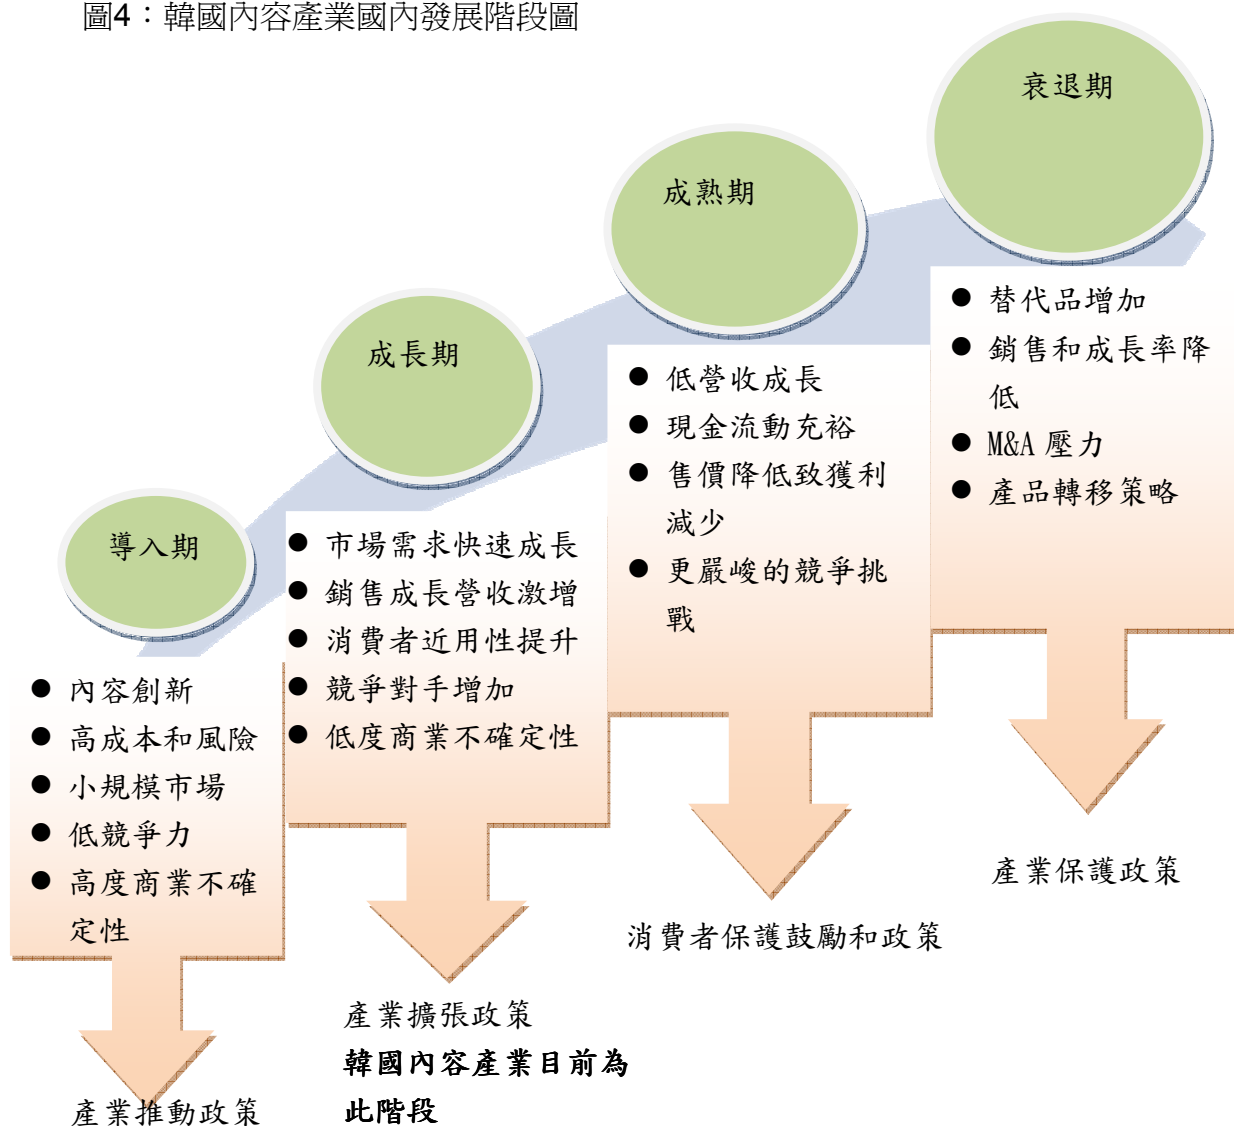 圖4：韓國內容產業國內發展階段圖
導入期
● 內容創新
● 高成本和風險
● 小規模市場
● 低競爭力
● 高度商業不確
定性
產業推動政策
成長期
● 市場需求快速成長
● 銷售成長營收激增
● 消費者近用性提升
● 競爭對手增加
● 低度商業不確定性
產業擴張政策
韓國內容產業目前為
此階段
成熟期
● 低營收成長
● 現金流動充裕
● 售價降低致獲利
減少
● 更嚴峻的競爭挑
戰
消費者保護鼓勵和政策
衰退期
● 替代品增加
● 銷售和成長率降
低
● M&A 壓力
● 產品轉移策略
產業保護政策